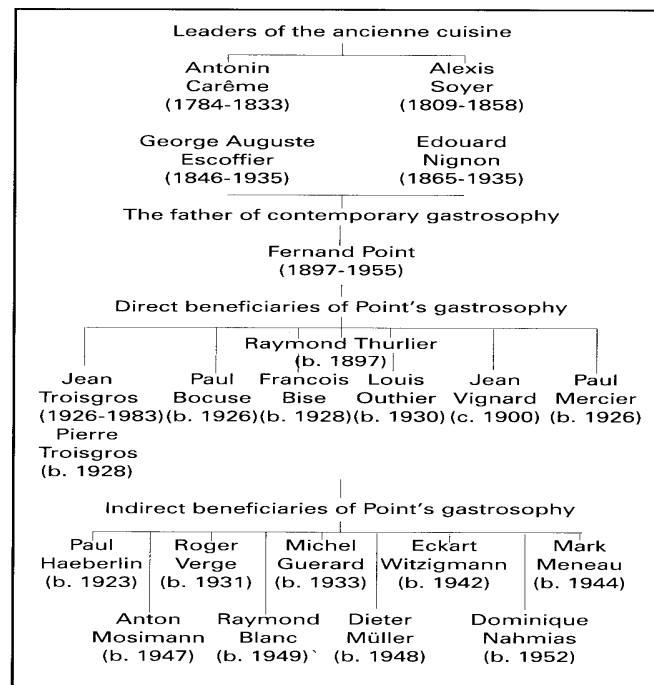 Leaders of the ancienne cuisine
Antonin
Carême
(1784-1833)
Alexis
Soyer
(1809-1858)
George Auguste
Escoffier
(1846-1935)
Edouard
Nignon
(1865-1935)
The father of contemporary gastrosophy
Fernand Point
(1897-1955)
Direct beneficiaries of Point's gastrosophy
Raymond Thurlier
(b. 1897)
Jean
Troisgros
(1926-1983)
Pierre
Troisgros
(b. 1928)
Paul
Bocuse
(b. 1926)
Francois
Bise
(b. 1928)
Louis
Outhier
(b. 1930)
Jean
Vignard
(c. 1900)
Paul
Mercier
(b. 1926)
Indirect beneficiaries of Point's gastrosophy
Paul
Haeberlin
(b. 1923)
Roger
Verge
(b. 1931)
Michel
Guerard
(b. 1933)
Eckart
Witzigmann
(b. 1942)
Mark
Meneau
(b. 1944)
Anton
Mosimann
(b. 1947)
Raymond
Blanc
(b. 1949)`
Dieter
Müller
(b. 1948)
Dominique
Nahmias
(b. 1952)